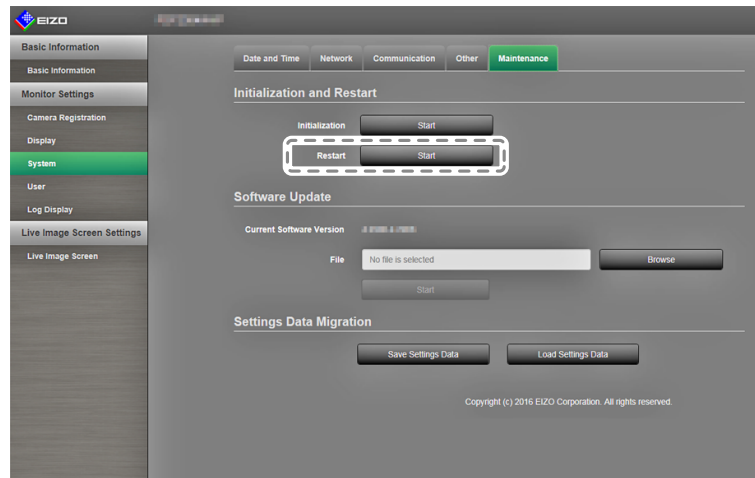 EIZO
Basic Information
Basic Information
Monitor Settings
Camera Registration
Display
System
User
Log Display
Live Image Screen Settings
Live Image Screen
Date and Time Network Communication Other Maintenance
Initialization and Restart
Initialization Start
Restart Start
Software Update
Current Software Version
File No file is selected Browse
Start
Settings Data Migration
Save Settings Data Load Settings Data
Copyright (c) 2016 EIZO Corporation. All rights reserved.